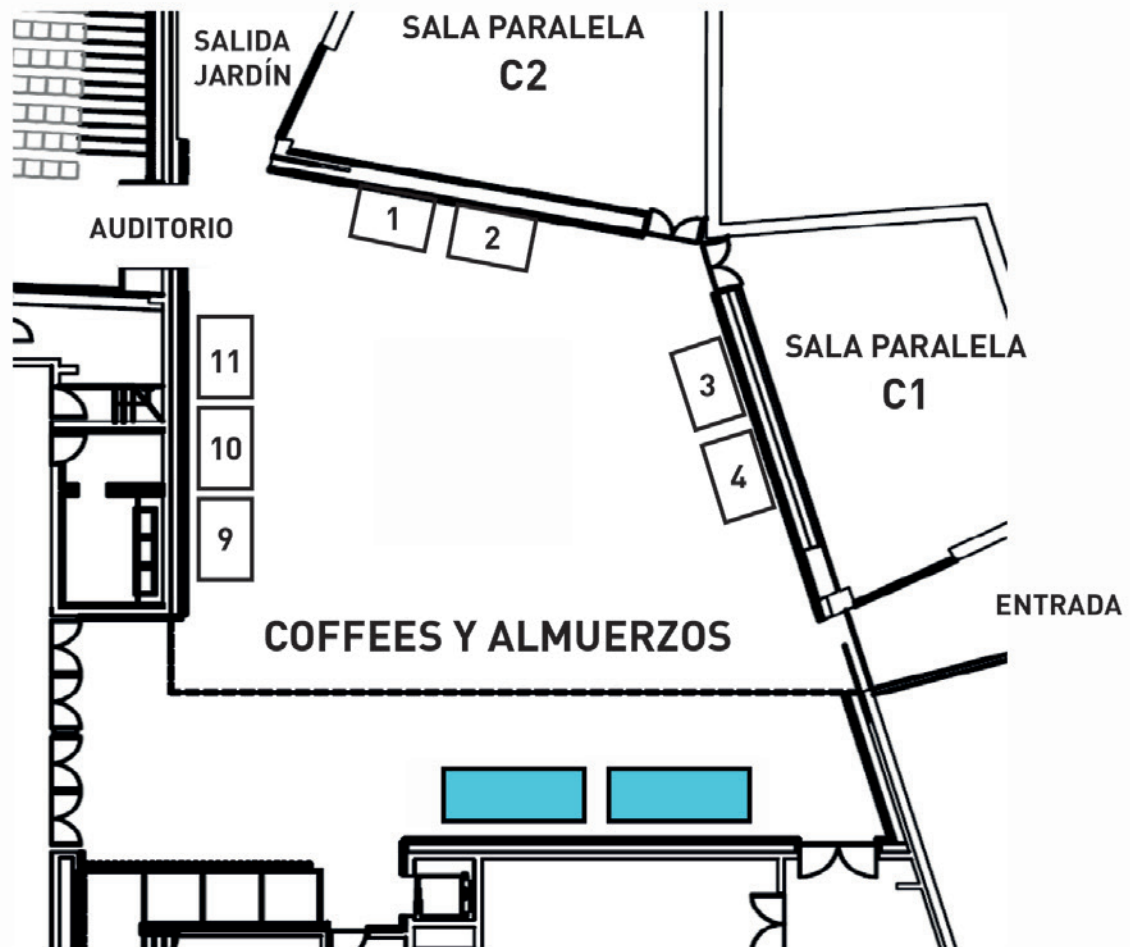 SALIDA
JARDÍN
SALA PARALELA
C2
AUDITORIO
1
2
11
10
9
3
4
SALA PARALELA
C1
COFFEES Y ALMUERZOS
ENTRADA